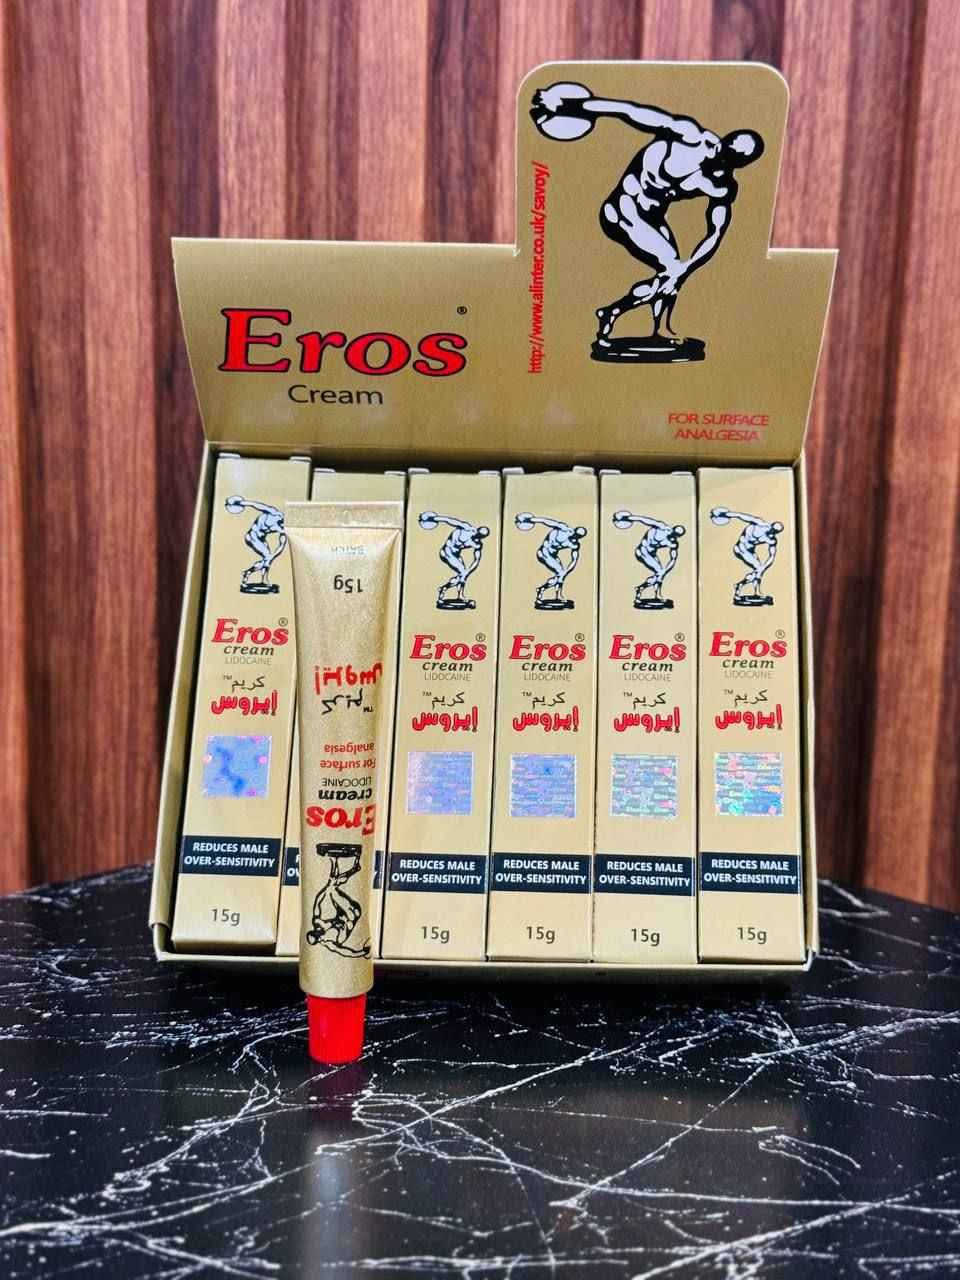 Eros®
Cream
http://www.alinter.co.uk/savoy/
FOR SURFACE
ANALGESIA
Eros®
cream
LIDOCAINE
كريم™
إيروس
REDUCES MALE
OVER-SENSITIVITY
15g
Eros
cream
LIDOCAINE
For surface
analgesia
كريم™
إيروس
15g
Eros®
cream
LIDOCAINE
كريم™
إيروس
REDUCES MALE
OVER-SENSITIVITY
15g
Eros®
cream
LIDOCAINE
كريم™
إيروس
REDUCES MALE
OVER-SENSITIVITY
15g
Eros®
cream
LIDOCAINE
كريم™
إيروس
REDUCES MALE
OVER-SENSITIVITY
15g
Eros®
cream
LIDOCAINE
كريم™
إيروس
REDUCES MALE
OVER-SENSITIVITY
15g